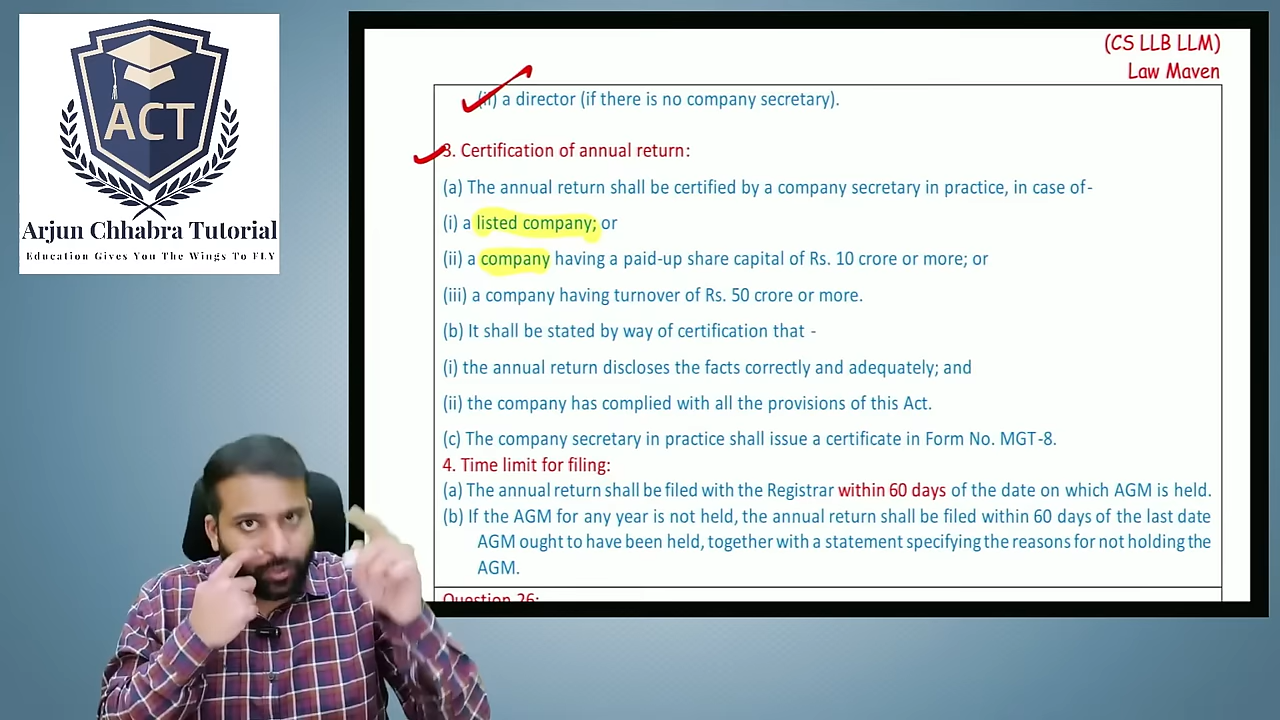 ACT
Arjun Chhabra Tutorial
Education Gives You The Wings To FLY
(CS LLB LLM)
Law Maven
(ii) a director (if there is no company secretary).
3. Certification of annual return:
(a) The annual return shall be certified by a company secretary in practice, in case of-
(i) a listed company; or
(ii) a company having a paid-up share capital of Rs. 10 crore or more; or
(iii) a company having turnover of Rs. 50 crore or more.
(b) It shall be stated by way of certification that -
(i) the annual return discloses the facts correctly and adequately; and
(ii) the company has complied with all the provisions of this Act.
(c) The company secretary in practice shall issue a certificate in Form No. MGT-8.
4. Time limit for filing:
(a) The annual return shall be filed with the Registrar within 60 days of the date on which AGM is held.
(b) If the AGM for any year is not held, the annual return shall be filed within 60 days of the last date
AGM ought to have been held, together with a statement specifying the reasons for not holding the
AGM.
Question 26: